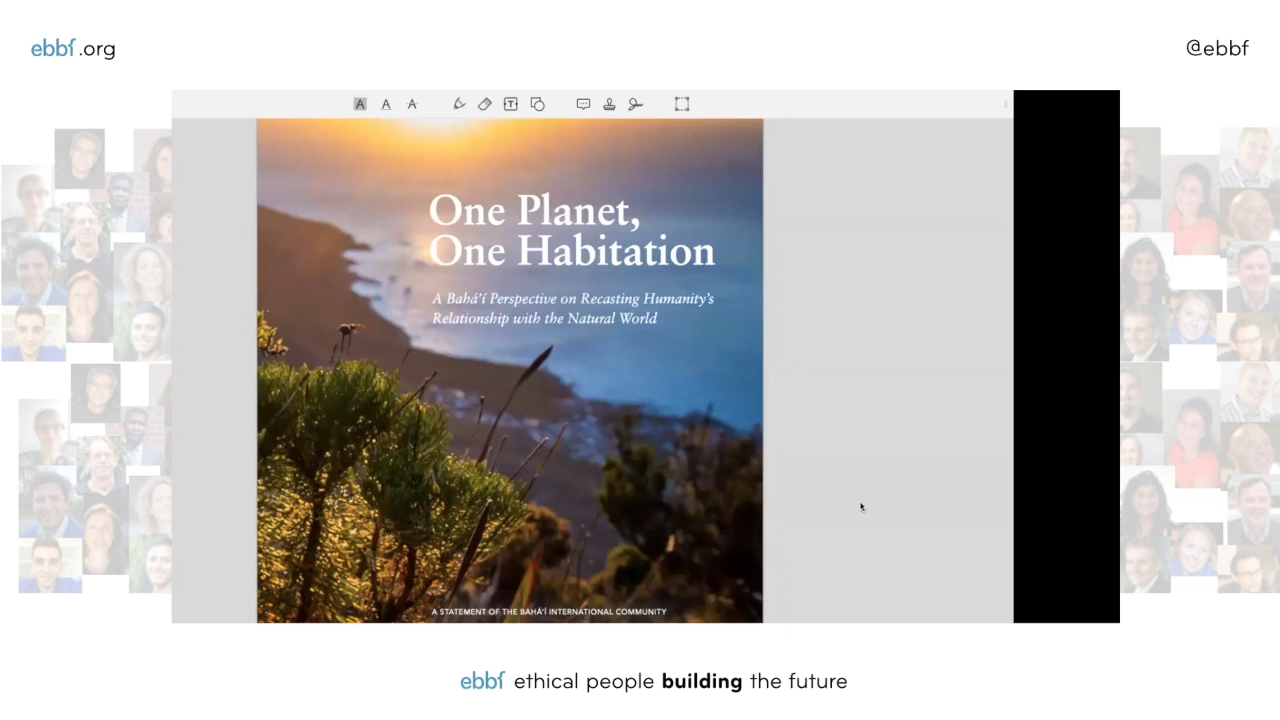 ebbf.org
@ebbf
A A A
T
One Planet,
One Habitation
A Bahá'í Perspective on Recasting Humanity's
Relationship with the Natural World
A STATEMENT OF THE BAHÁ'Í INTERNATIONAL COMMUNITY
ebbf ethical people building the future